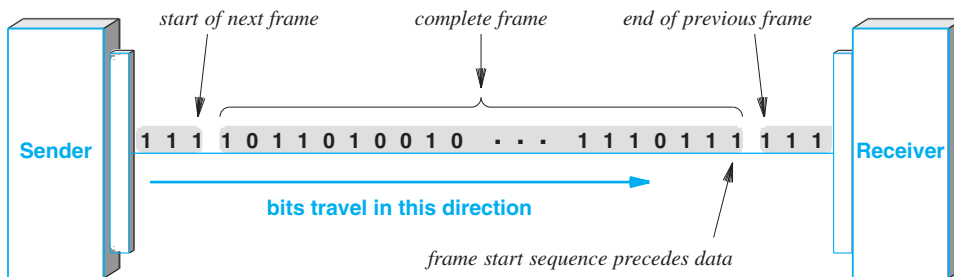 start of next frame complete frame end of previous frame
Sender 1 1 1 1 0 1 1 0 1 0 0 1 0 · · · 1 1 1 0 1 1 1 1 1 1 Receiver
bits travel in this direction
frame start sequence precedes data